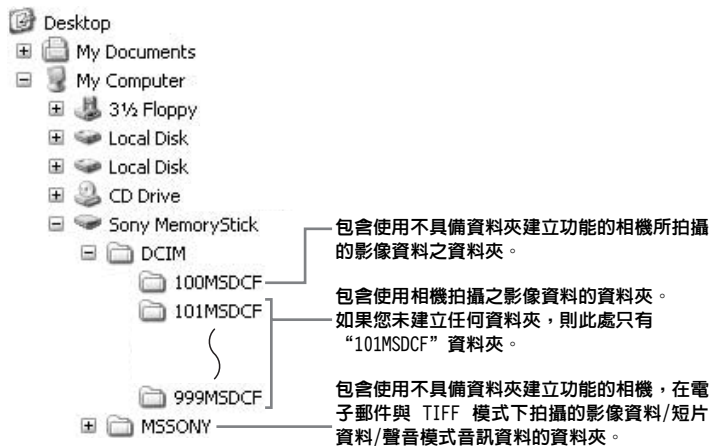 Desktop
My Documents
My Computer
3½ Floppy
Local Disk
Local Disk
CD Drive
Sony MemoryStick
DCIM
100MSDCF
101MSDCF
999MSDCF
MSSONY
包含使用不具備資料夾建立功能的相機所拍攝
的影像資料之資料夾。
包含使用相機拍攝之影像資料的資料夾。
如果您未建立任何資料夾，則此處只有
“101MSDCF”資料夾。
包含使用不具備資料夾建立功能的相機，在電
子郵件與 TIFF 模式下拍攝的影像資料/短片
資料/聲音模式音訊資料的資料夾。